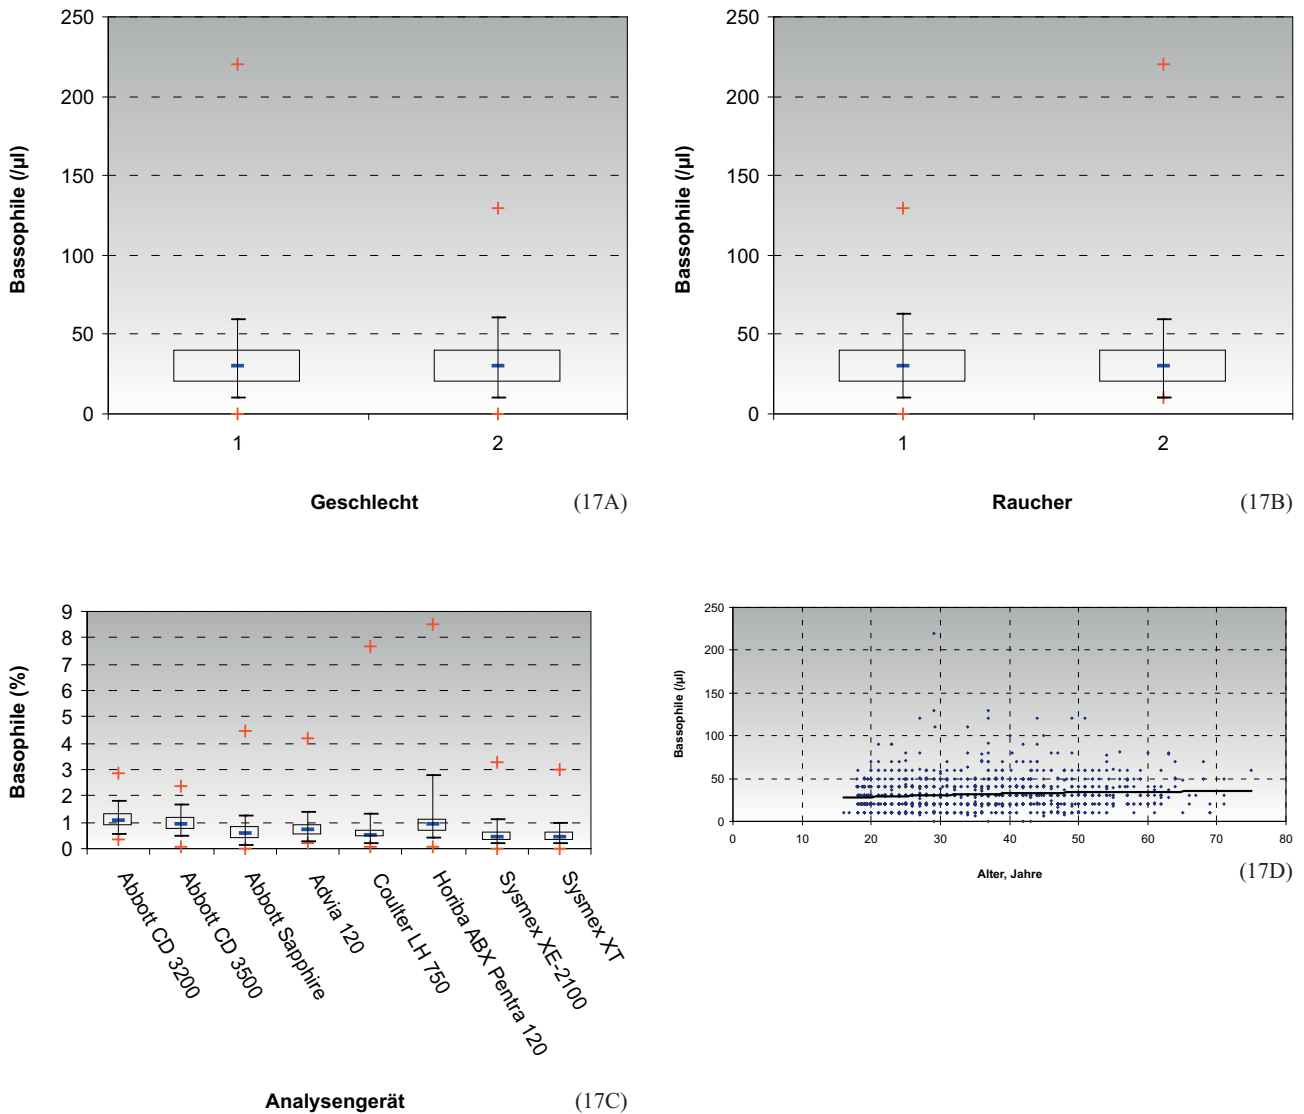 250
200
150
100
50
0
Bassophile (/µl)
1 2
Geschlecht (17A)
250
200
150
100
50
0
Bassophile (/µl)
1 2
Raucher (17B)
9
8
7
6
5
4
3
2
1
0
Basophile (%)
Abbott CD 3200
Abbott CD 3500
Abbott Sapphire
Advia 120
Coulter LH 750
Horiba ABX Pentra 120
Sysmex XE-2100
Sysmex XT
Analysengerät (17C)
250
200
150
100
50
0
Bassophile (/µl)
0 10 20 30 40 50 60 70 80
Alter, Jahre (17D)